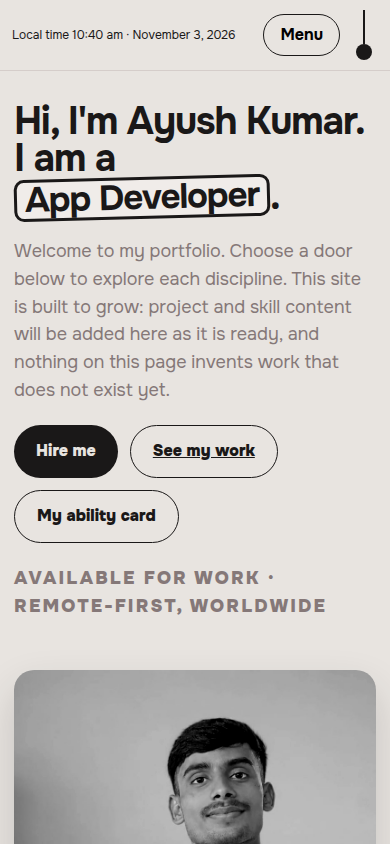 Local time 10:40 am · November 3, 2026
Menu
Hi, I'm Ayush Kumar.
I am a
App Developer.
Welcome to my portfolio. Choose a door
below to explore each discipline. This site
is built to grow: project and skill content
will be added here as it is ready, and
nothing on this page invents work that
does not exist yet.
Hire me
See my work
My ability card
AVAILABLE FOR WORK ·
REMOTE-FIRST, WORLDWIDE